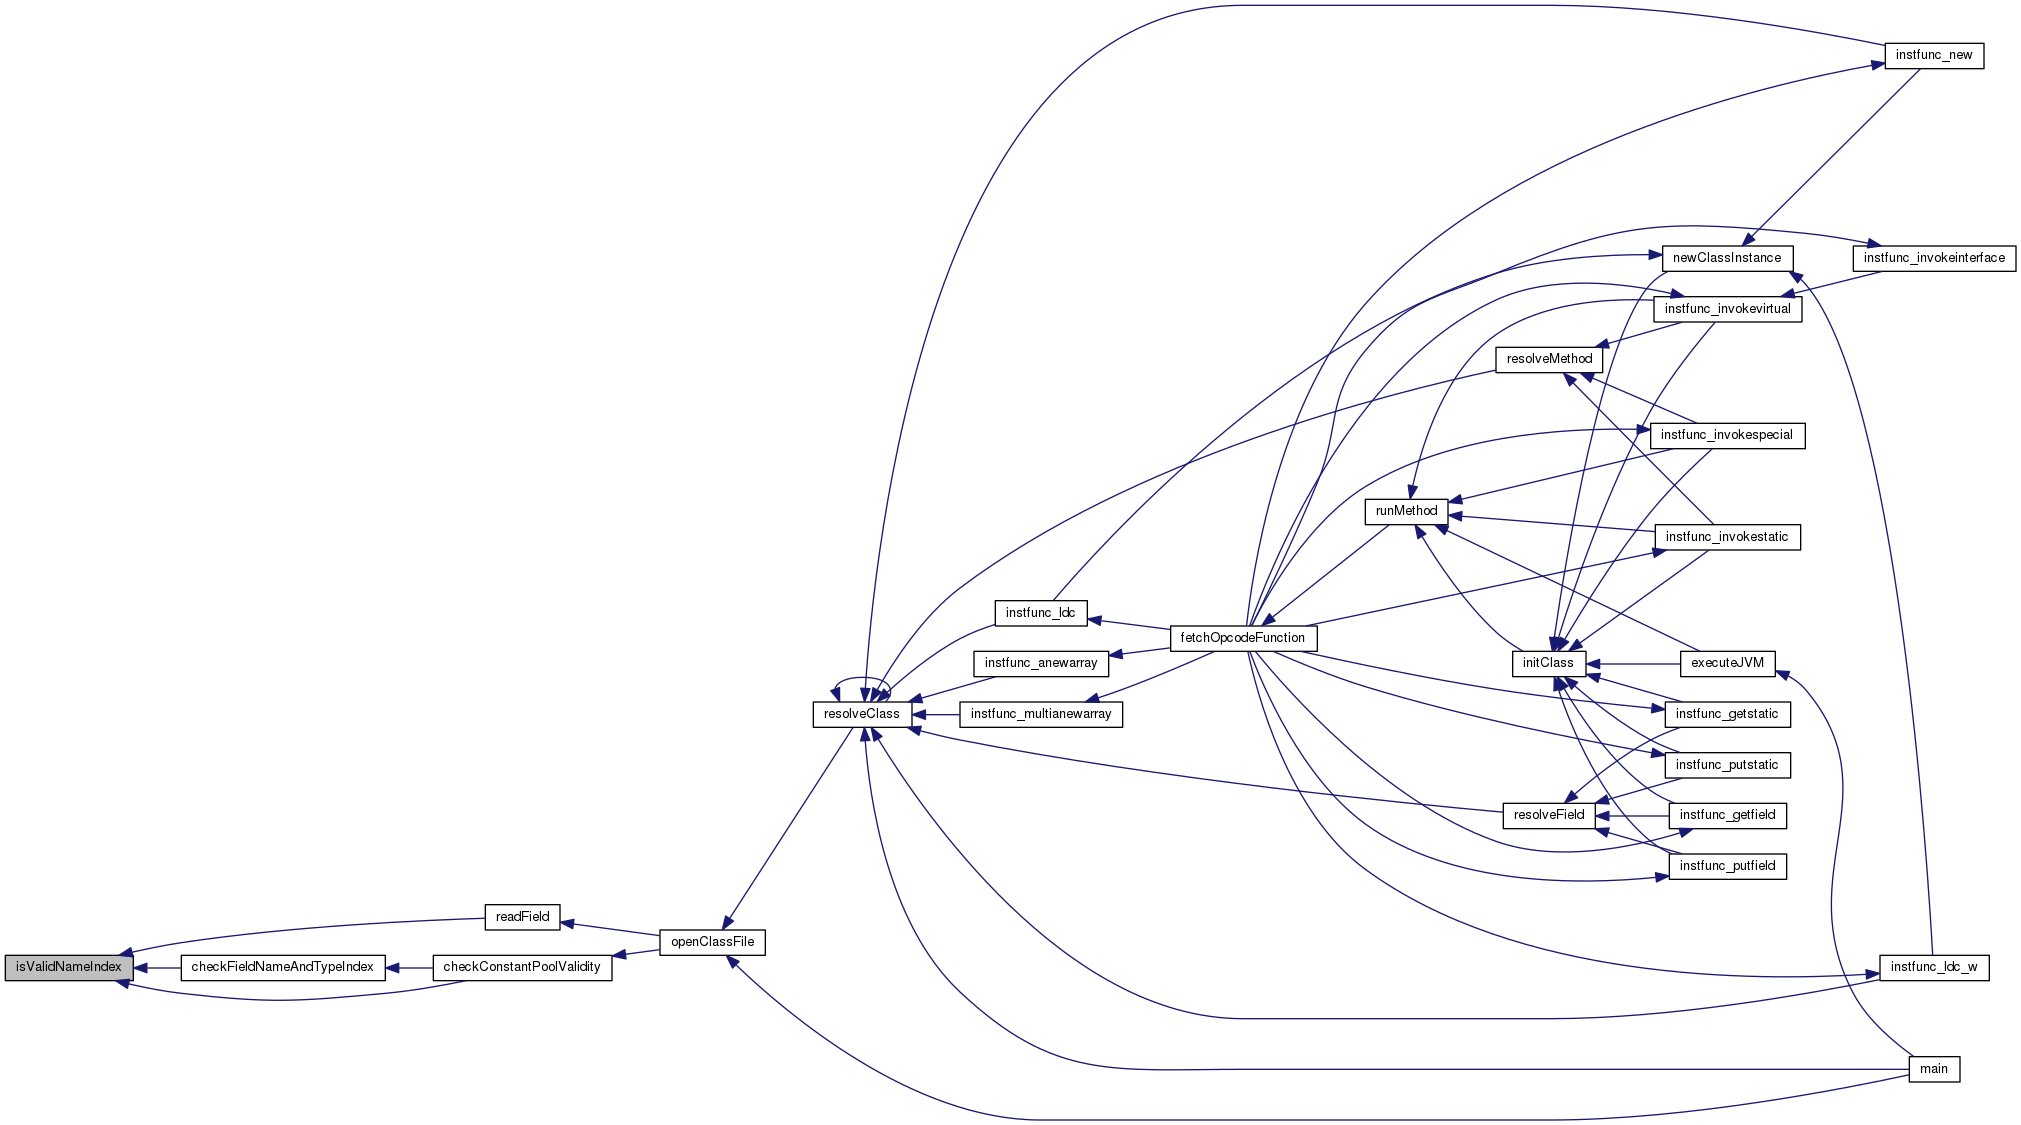 instfunc_new
newClassInstance
instfunc_invokeinterface
instfunc_invokevirtual
resolveMethod
instfunc_invokespecial
runMethod
instfunc_invokestatic
instfunc_ldc
fetchOpcodeFunction
instfunc_anewarray
initClass
executeJVM
resolveClass
instfunc_multianewarray
instfunc_getstatic
instfunc_putstatic
resolveField
instfunc_getfield
instfunc_putfield
readField
openClassFile
isValidNameIndex
checkFieldNameAndTypeIndex
checkConstantPoolValidity
instfunc_ldc_w
main